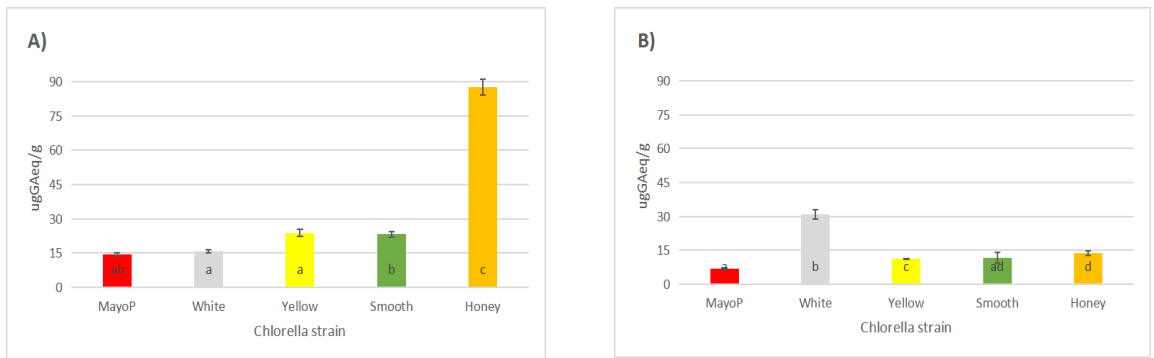 A)
ugGAeq/g
90
75
60
45
30
15
0
ab
a
a
b
c
MayoP White Yellow Smooth Honey
Chlorella strain
B)
ugGAeq/g
90
75
60
45
30
15
0
a
b
c
ad
d
MayoP White Yellow Smooth Honey
Chlorella strain